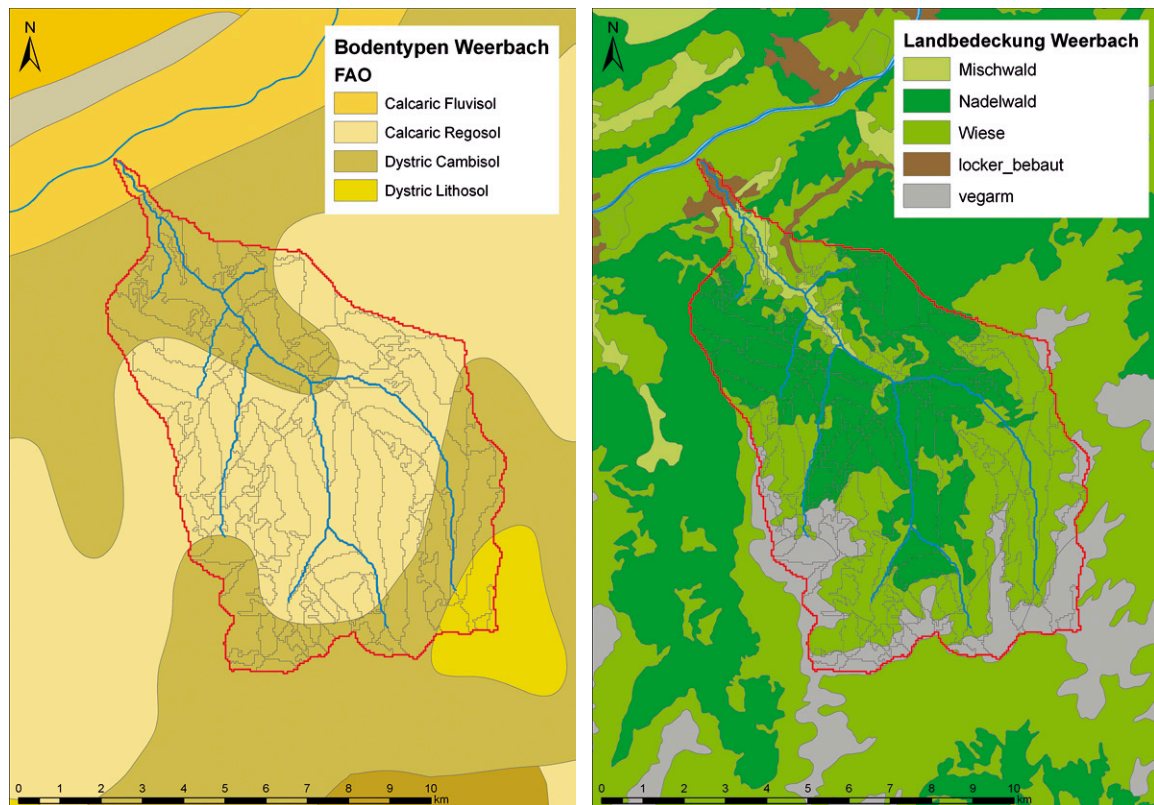 N
Bodentypen Weerbach
FAO
Calcaric Fluvisol
Calcaric Regosol
Dystric Cambisol
Dystric Lithosol
0 1 2 3 4 5 6 7 8 9 10
km
N
Landbedeckung Weerbach
Mischwald
Nadelwald
Wiese
locker_bebaut
vegarm
0 1 2 3 4 5 6 7 8 9 10
km